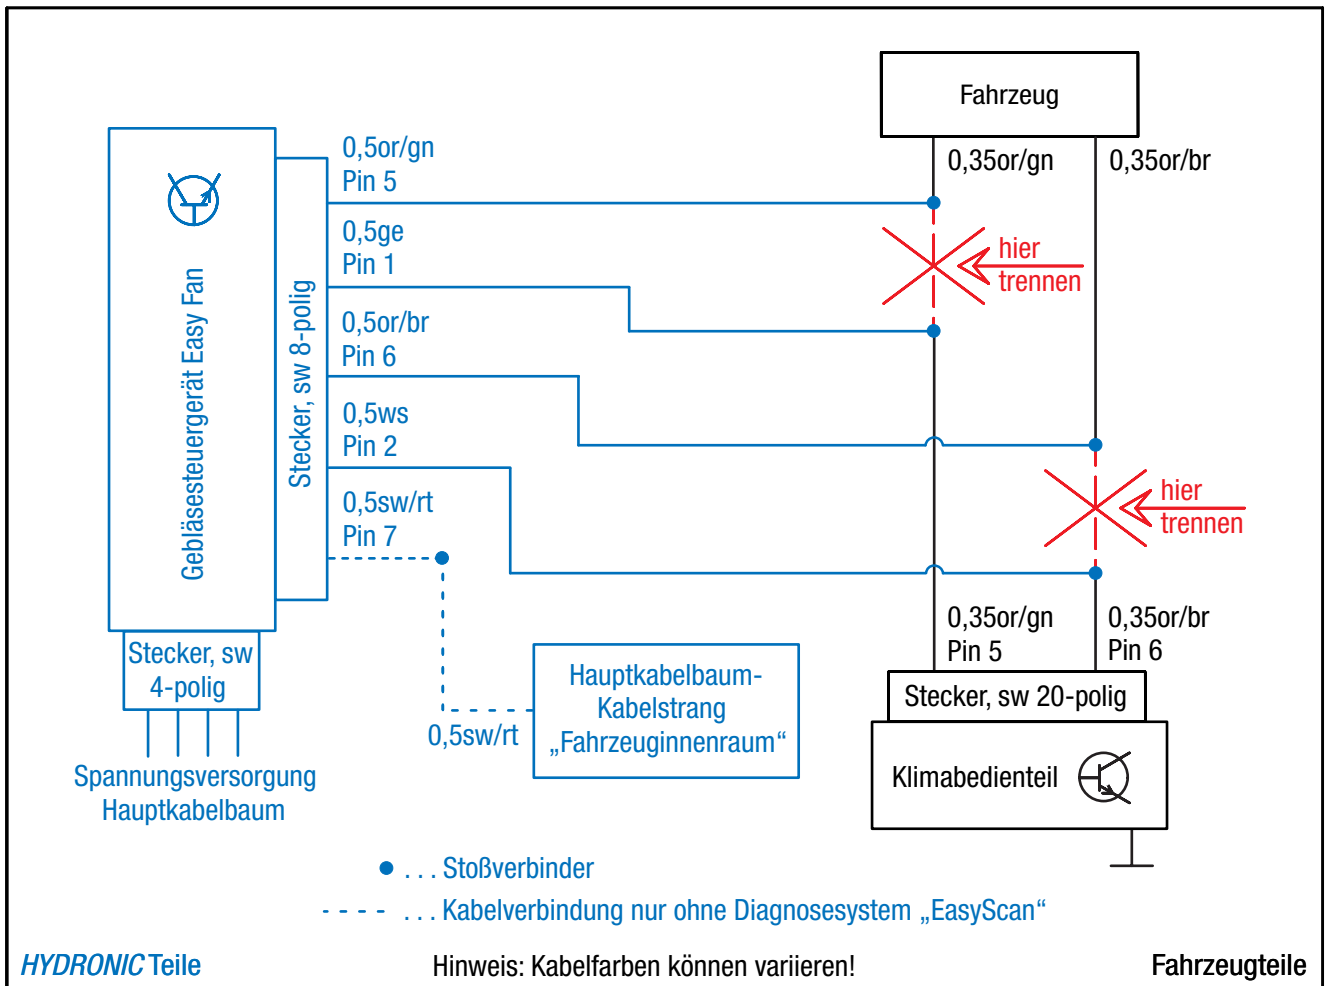 Fahrzeug
0,35or/gn
0,35or/br
0,5or/gn
Pin 5
0,5ge
Pin 1
0,5or/br
Pin 6
0,5ws
Pin 2
0,5sw/rt
Pin 7
Gebläsesteuergerät Easy Fan
Stecker, sw 8-polig
hier
trennen
hier
trennen
0,35or/gn
Pin 5
0,35or/br
Pin 6
Stecker, sw
4-polig
Hauptkabelbaum-
Kabelstrang
„Fahrzeuginnenraum“
0,5sw/rt
Stecker, sw 20-polig
Klimabedienteil
Spannungsversorgung
Hauptkabelbaum
. . . Stoßverbinder
. . . Kabelverbindung nur ohne Diagnosesystem „EasyScan“
HYDRONIC Teile
Hinweis: Kabelfarben können variieren!
Fahrzeugteile